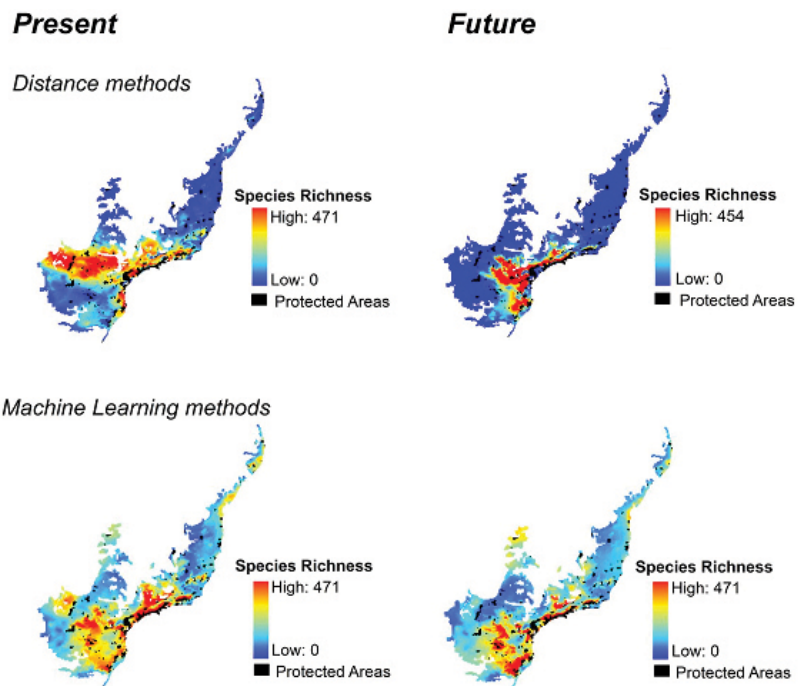 Present
Future
Distance methods
Species Richness
High: 471
Low: 0
Protected Areas
Species Richness
High: 454
Low: 0
Protected Areas
Machine Learning methods
Species Richness
High: 471
Low: 0
Protected Areas
Species Richness
High: 471
Low: 0
Protected Areas